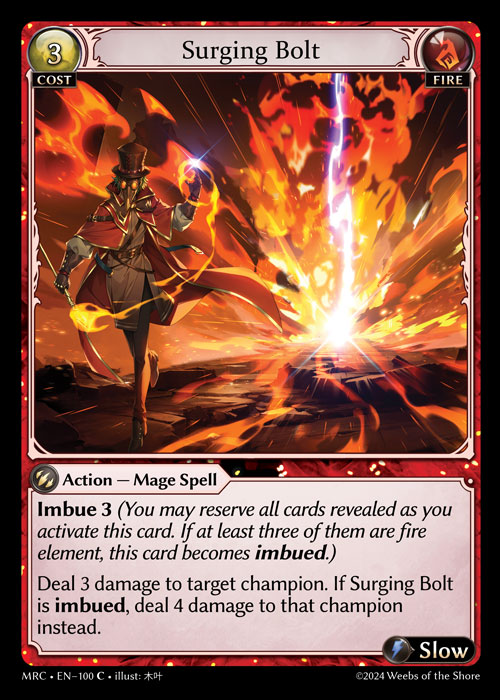 Surging Bolt
3
COST
FIRE
Action — Mage Spell
Imbue 3 (You may reserve all cards revealed as you
activate this card. If at least three of them are fire
element, this card becomes imbued.)
Deal 3 damage to target champion. If Surging Bolt
is imbued, deal 4 damage to that champion
instead.
Slow
MRC • EN–100 C • illust: 木叶
©2024 Weebs of the Shore